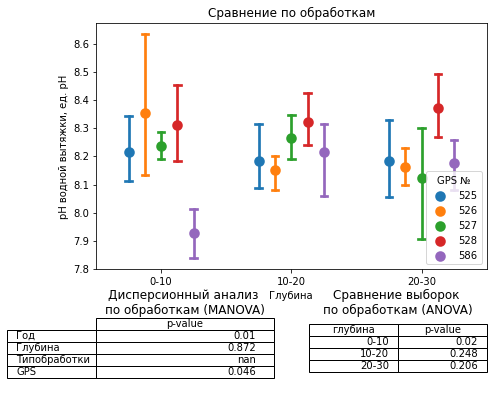 Сравнение по обработкам
рН водной вытяжки, ед. рН
8.6
8.5
8.4
8.3
8.2
8.1
8.0
7.9
7.8
0-10
10-20
20-30
Глубина
GPS №
525
526
527
528
586
Дисперсионный анализ
по обработкам (MANOVA)
p-value
Год 0.01
Глубина 0.872
Типобработки nan
GPS 0.046
Сравнение выборок
по обработкам (ANOVA)
глубина p-value
0-10 0.02
10-20 0.248
20-30 0.206